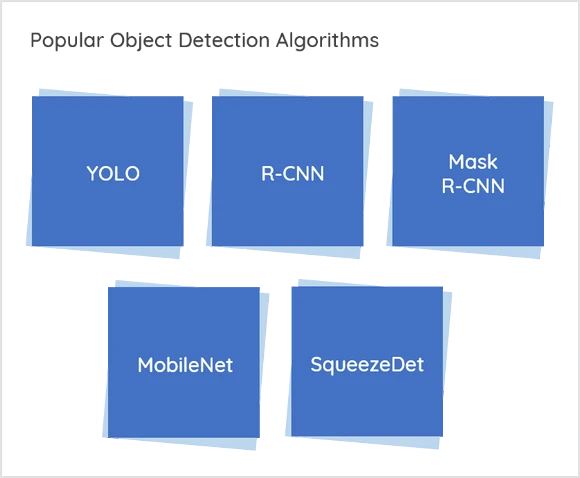 Popular Object Detection Algorithms
YOLO
R-CNN
Mask
R-CNN
MobileNet
SqueezeDet